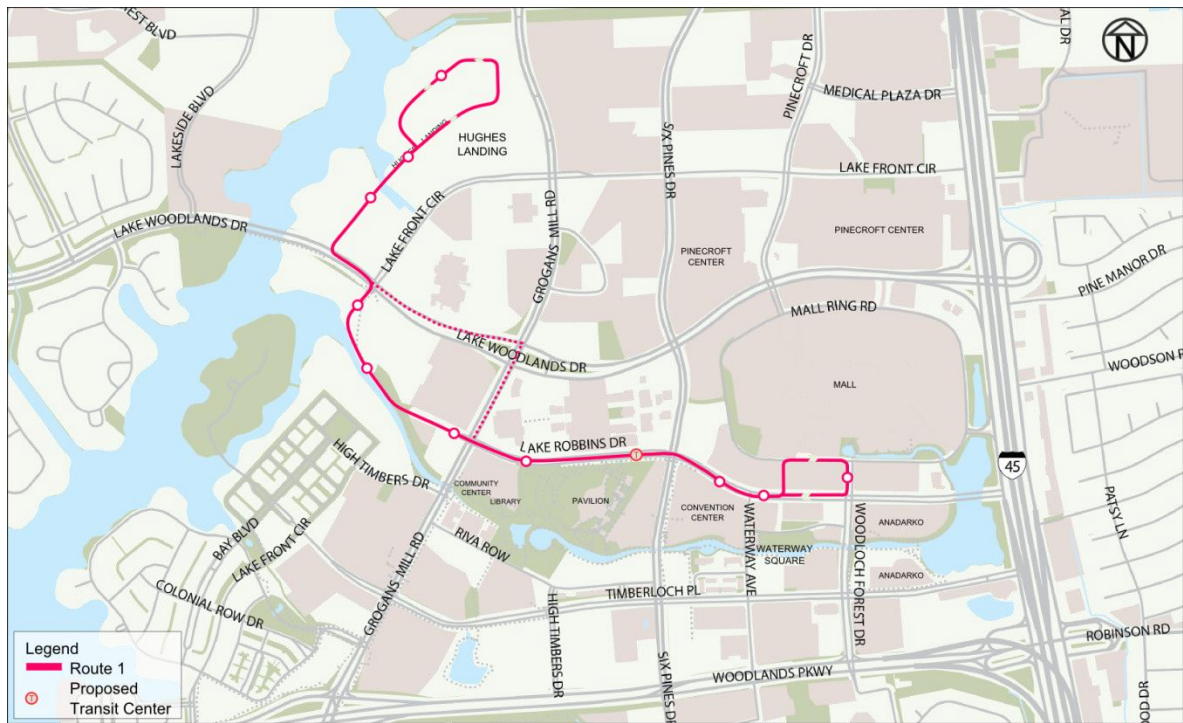 EST BLVD
LAKESIDE BLVD
AL DR
N
PINECROFT DR
MEDICAL PLAZA DR
SIX PINES DR
HUGHES
LANDING
LAKE FRONT CIR
LAKE FRONT CIR
GROGANS MILL RD
LAKE WOODLANDS DR
PINECROFT CENTER
PINECROFT
CENTER
PINE MANOR DR
MALL RING RD
LAKE WOODLANDS DR
WOODSON R
MALL
LAKE ROBBINS DR
45
HIGH TIMBERS DR
COMMUNITY
CENTER
LIBRARY
PAVILION
CONVENTION
CENTER
WATERWAY AVE
WOODLOCH FOREST DR
ANADARKO
PATSY LN
BAY BLVD
LAKE FRONT CIR
RIVA ROW
WATERWAY
SQUARE
ANADARKO
COLONIAL ROW DR
GROGANS MILL RD
HIGH TIMBERS DR
TIMBERLOCH PL
SIX PINES DR
ROBINSON RD
WOODLANDS PKWY
DOD DR
Legend
Route 1
T Proposed
Transit Center